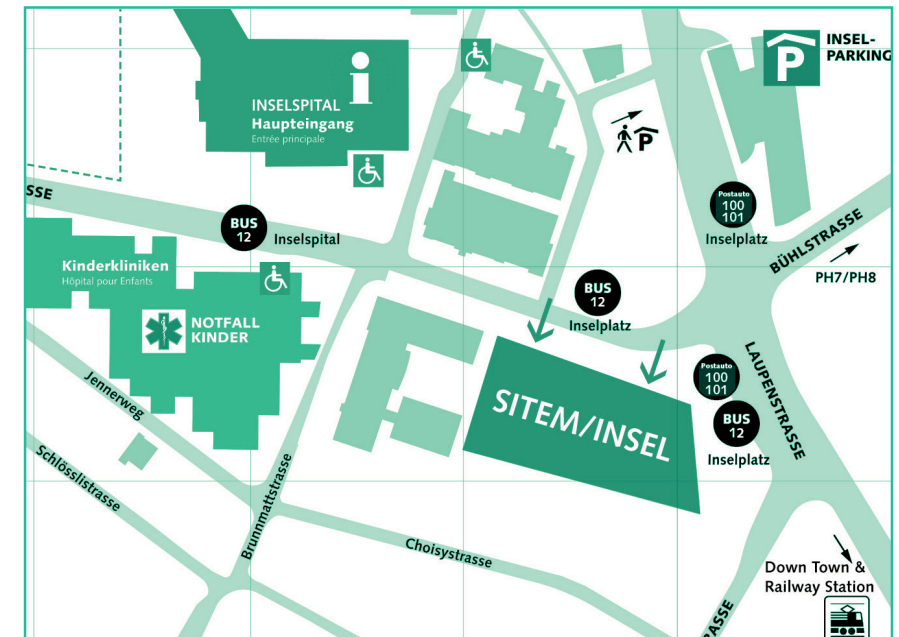 INSEL-
PARKING
P
INSELSPITAL
Haupteingang
Entrée principale
P
Postauto
100
101
Inselplatz
SSE
BUS
12
Inselspital
BÜHLSTRASSE
PH7/PH8
Kinderkliniken
Hôpital pour Enfants
BUS
12
Inselplatz
NOTFALL
KINDER
LAUPENSTRASSE
Postauto
100
101
BUS
12
Inselplatz
SITEM/INSEL
Jennerweg
Schlösslistrasse
Brunnmattstrasse
Choisystrasse
Down Town &
Railway Station
RASSE